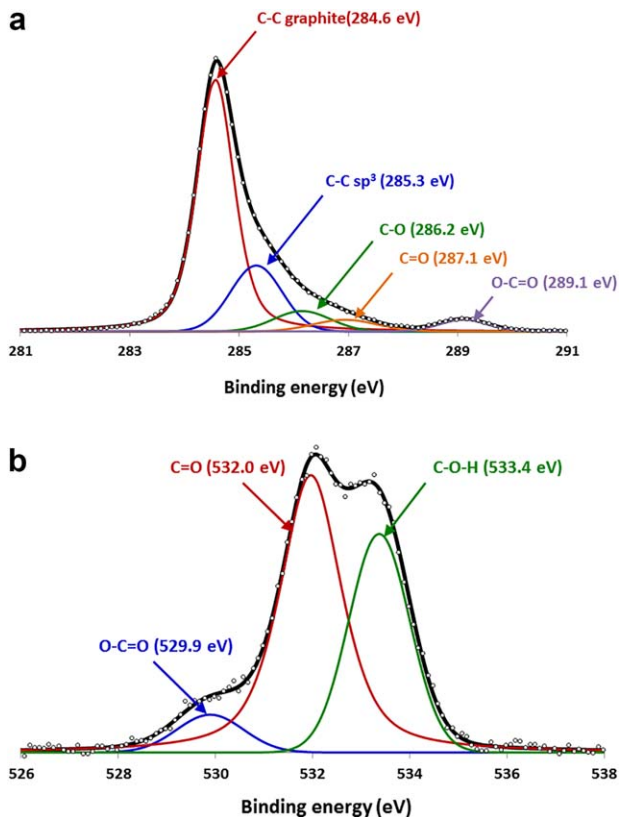 a
C-C graphite(284.6 eV)
C-C sp³ (285.3 eV)
C-O (286.2 eV)
C=O (287.1 eV)
O-C=O (289.1 eV)
281 283 285 287 289 291
Binding energy (eV)
b
C=O (532.0 eV)
C-O-H (533.4 eV)
O-C=O (529.9 eV)
526 528 530 532 534 536 538
Binding energy (eV)